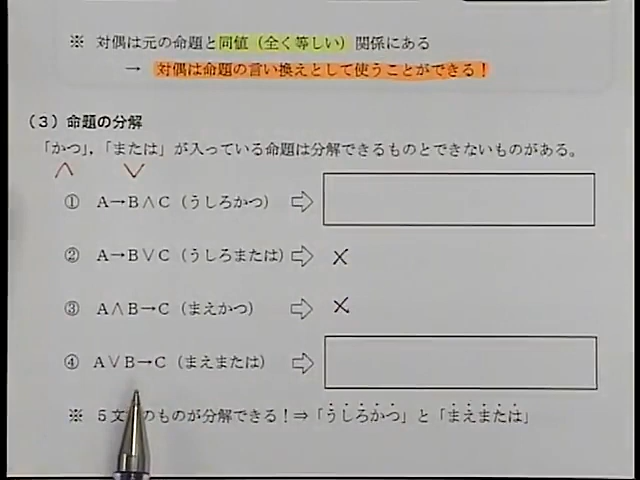 ※ 対偶は元の命題と同値（全く等しい）関係にある
→ 対偶は命題の言い換えとして使うことができる！
（３）命題の分解
「かつ」，「または」が入っている命題は分解できるものとできないものがある。
∧ ∨
① A→B∧C（うしろかつ） ⇨
② A→B∨C（うしろまたは） ⇨ ×
③ A∧B→C（まえかつ） ⇨ ×
④ A∨B→C（まえまたは） ⇨
※ ５文のものが分解できる！⇒「うしろかつ」と「まえまたは」